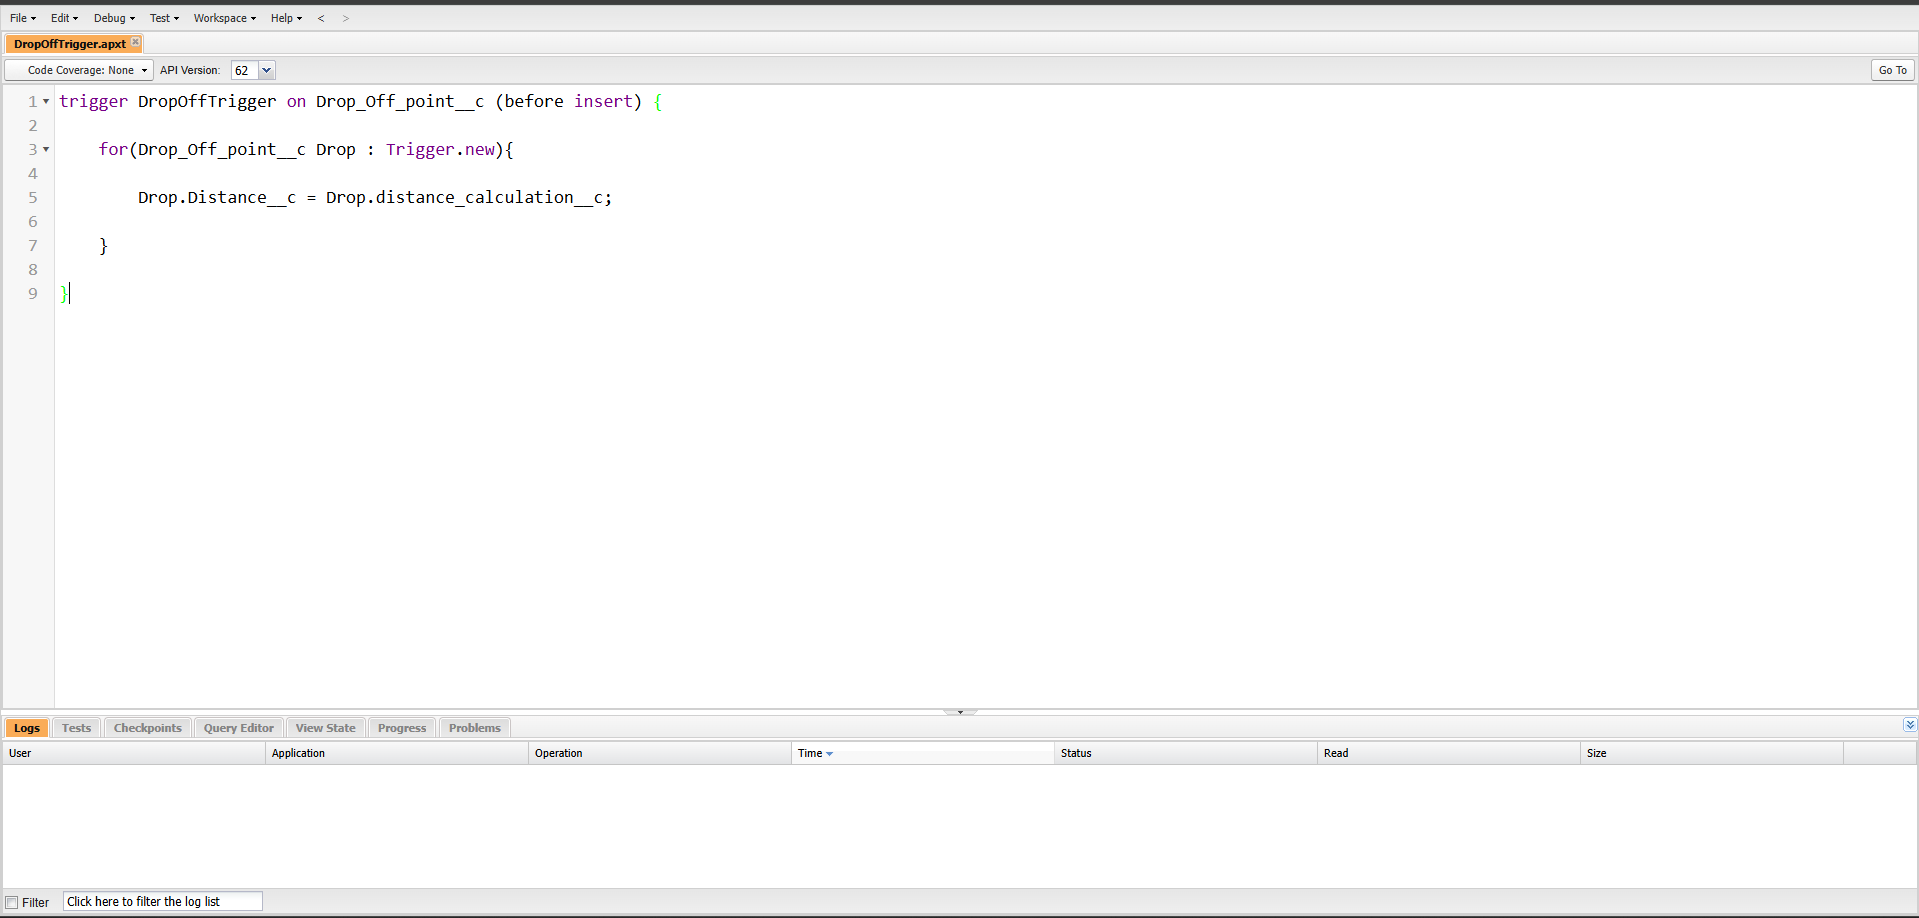 File Edit Debug Test Workspace Help < >
DropOffTrigger.apxt
Code Coverage: None API Version: 62 Go To
1 trigger DropOffTrigger on Drop_Off_point__c (before insert) {
2
3 for(Drop_Off_point__c Drop : Trigger.new){
4
5 Drop.Distance__c = Drop.distance_calculation__c;
6
7 }
8
9 }
Logs Tests Checkpoints Query Editor View State Progress Problems
User Application Operation Time Status Read Size
Filter Click here to filter the log list